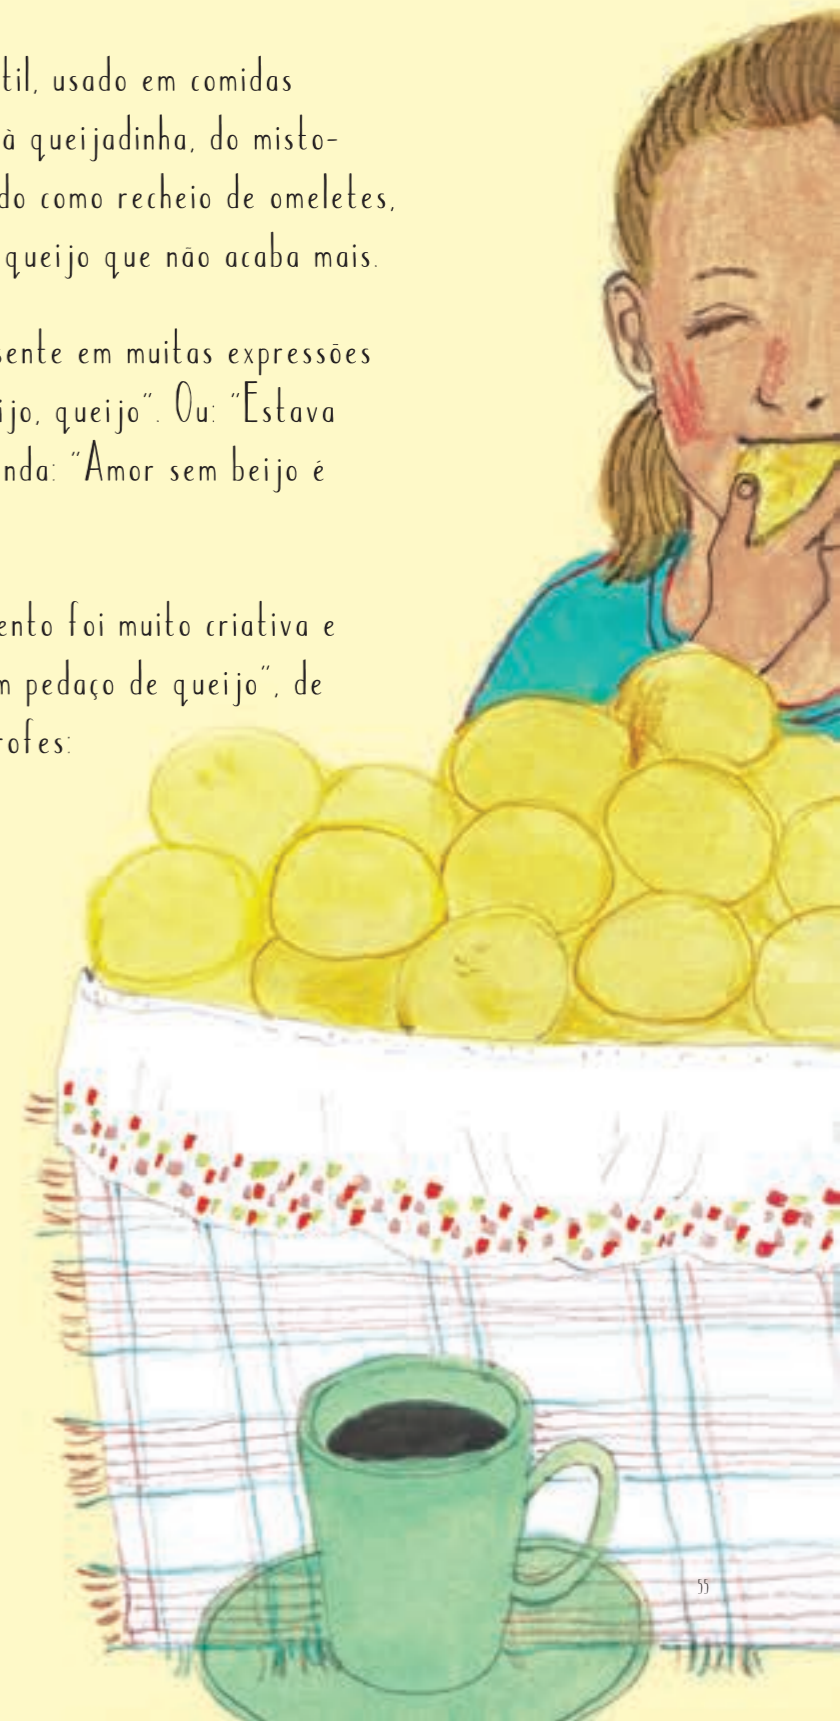 til, usado em comidas
à queijadinha, do misto-
do como recheio de omeletes,
queijo que não acaba mais.
sente em muitas expressões
ijo, queijo". Ou: "Estava
nda: "Amor sem beijo é
ento foi muito criativa e
m pedaço de queijo", de
rofes:
55